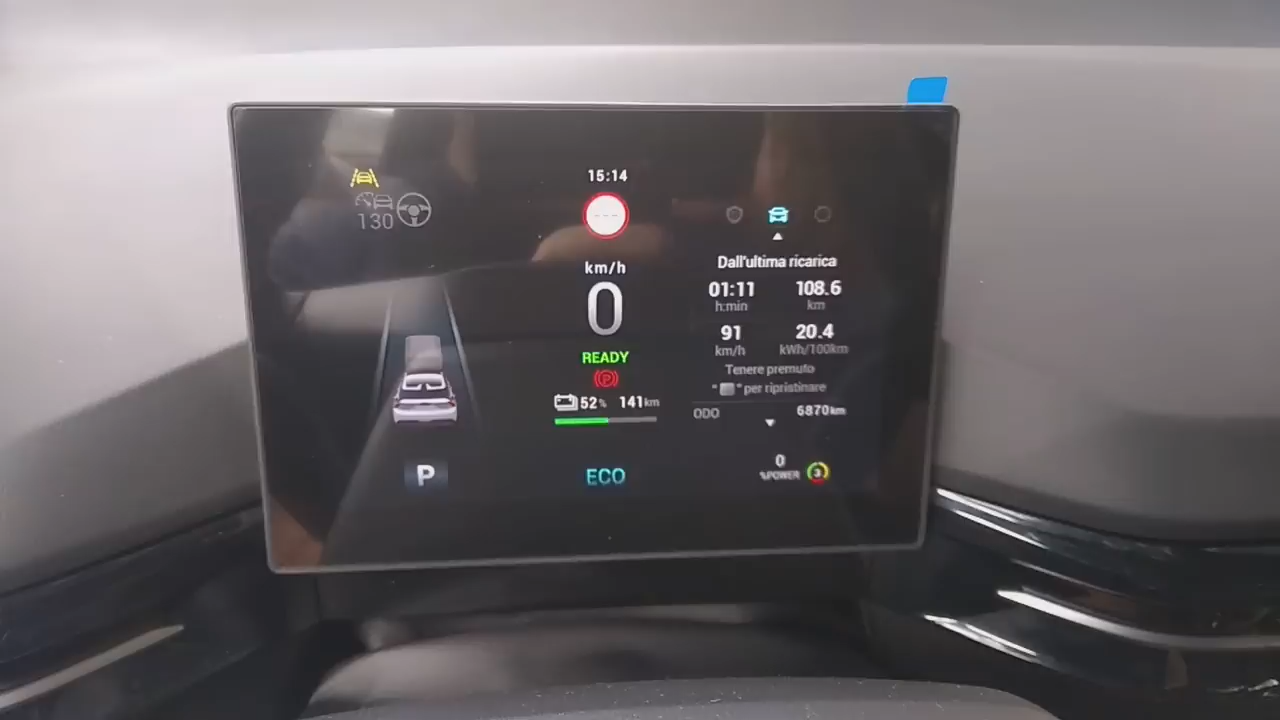 15:14
130
---
km/h
0
READY
P
52% 141km
P
ECO
Dall'ultima ricarica
01:11 108.6
h:min km
91 20.4
km/h kWh/100km
Tenere premuto
" " per ripristinare
ODO 6870km
0
%POWER 3